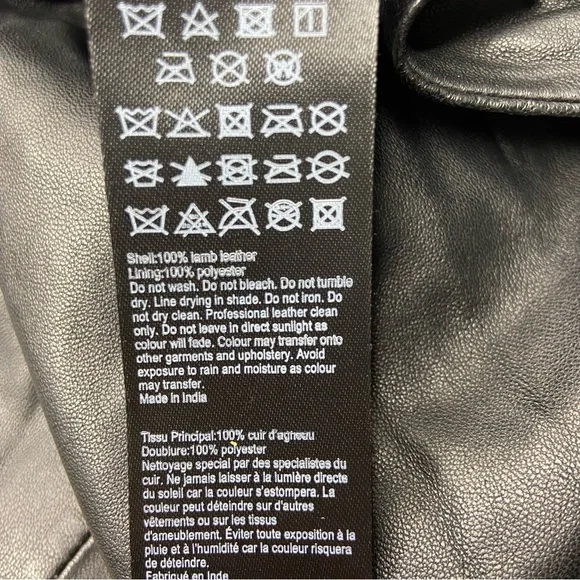 Shell:100% lamb leather
Lining:100% polyester
Do not wash. Do not bleach. Do not tumble
dry. Line drying in shade. Do not iron. Do
not dry clean. Professional leather clean
only. Do not leave in direct sunlight as
colour will fade. Colour may transfer onto
other garments and upholstery. Avoid
exposure to rain and moisture as colour
may transfer.
Made in India
Tissu Principal:100% cuir d'agneau
Doublure:100% polyester
Nettoyage special par des specialistes du
cuir. Ne jamais laisser à la lumière directe
du soleil car la couleur s'estompera. La
couleur peut déteindre sur d'autres
vêtements ou sur les tissus
d'ameublement. Éviter toute exposition à la
pluie et à l'humidité car la couleur risquera
de déteindre.
Fabriqué en Inde